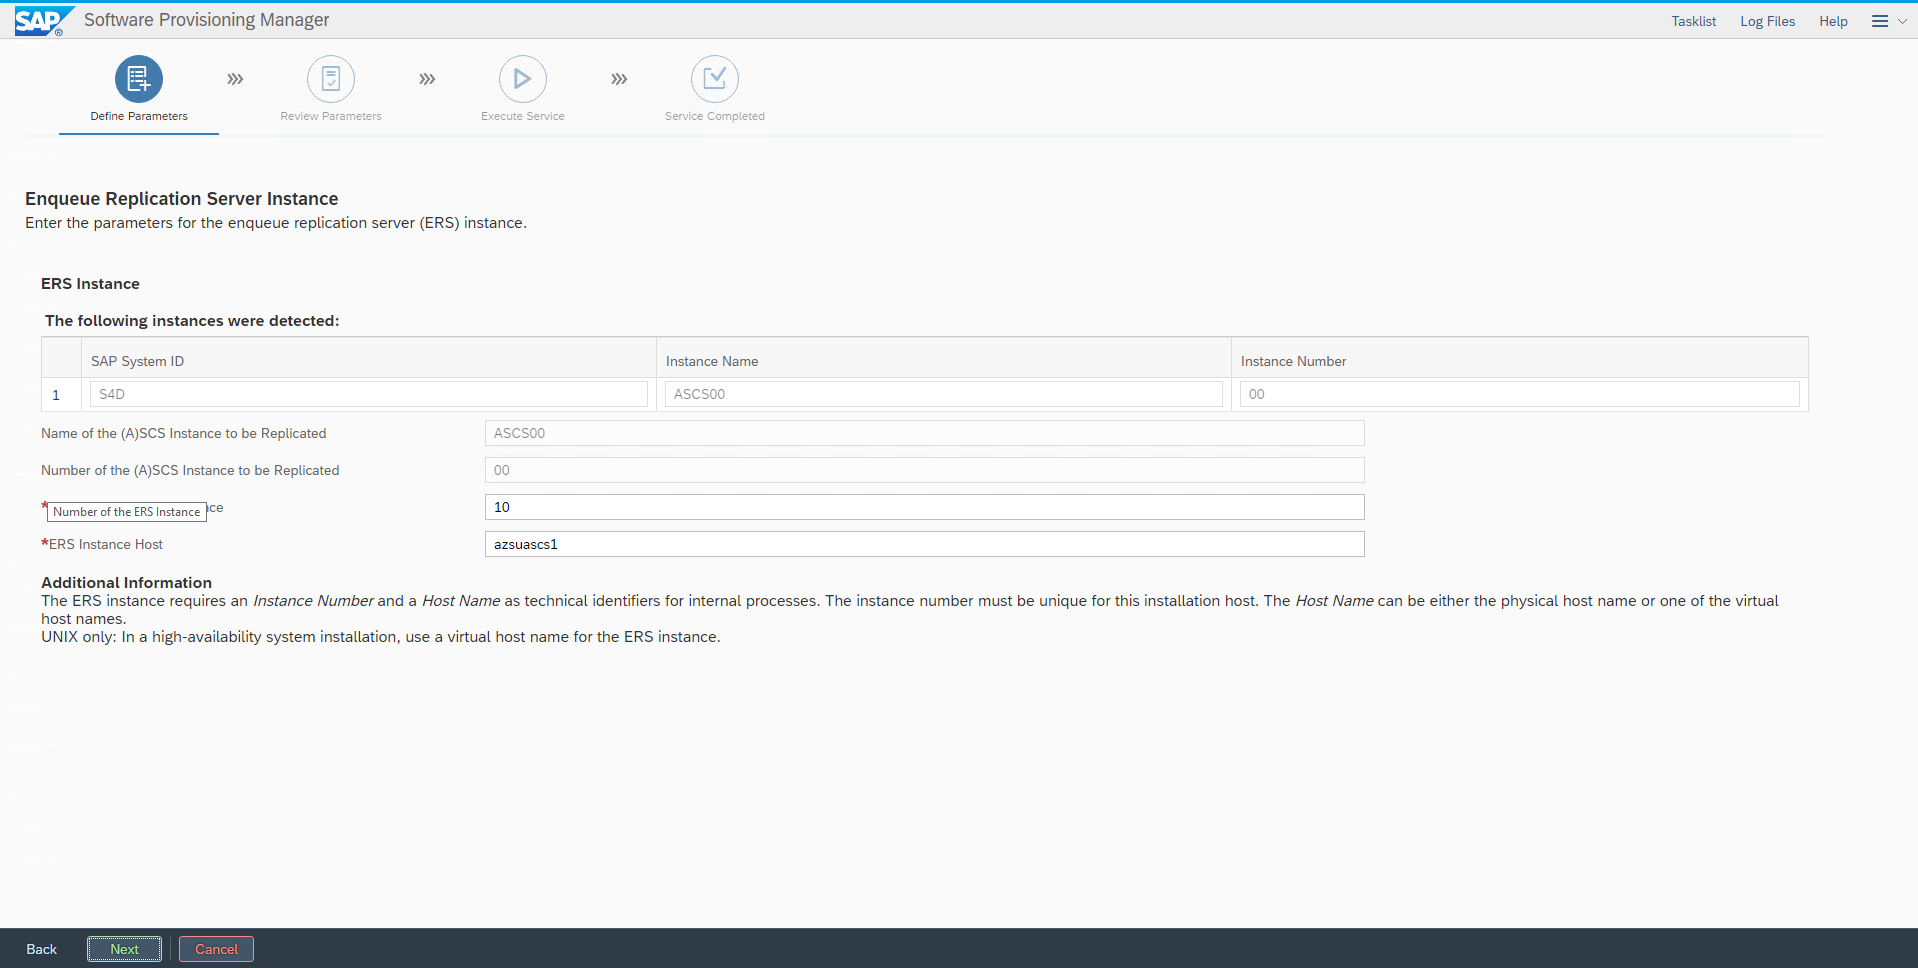 SAP® Software Provisioning Manager Tasklist Log Files Help
Define Parameters Review Parameters Execute Service Service Completed
Enqueue Replication Server Instance
Enter the parameters for the enqueue replication server (ERS) instance.
ERS Instance
The following instances were detected:
SAP System ID Instance Name Instance Number
1 S4D ASCS00 00
Name of the (A)SCS Instance to be Replicated ASCS00
Number of the (A)SCS Instance to be Replicated 00
* Number of the ERS Instance 10
*ERS Instance Host azsuascs1
Additional Information
The ERS instance requires an Instance Number and a Host Name as technical identifiers for internal processes. The instance number must be unique for this installation host. The Host Name can be either the physical host name or one of the virtual
host names.
UNIX only: In a high-availability system installation, use a virtual host name for the ERS instance.
Back Next Cancel